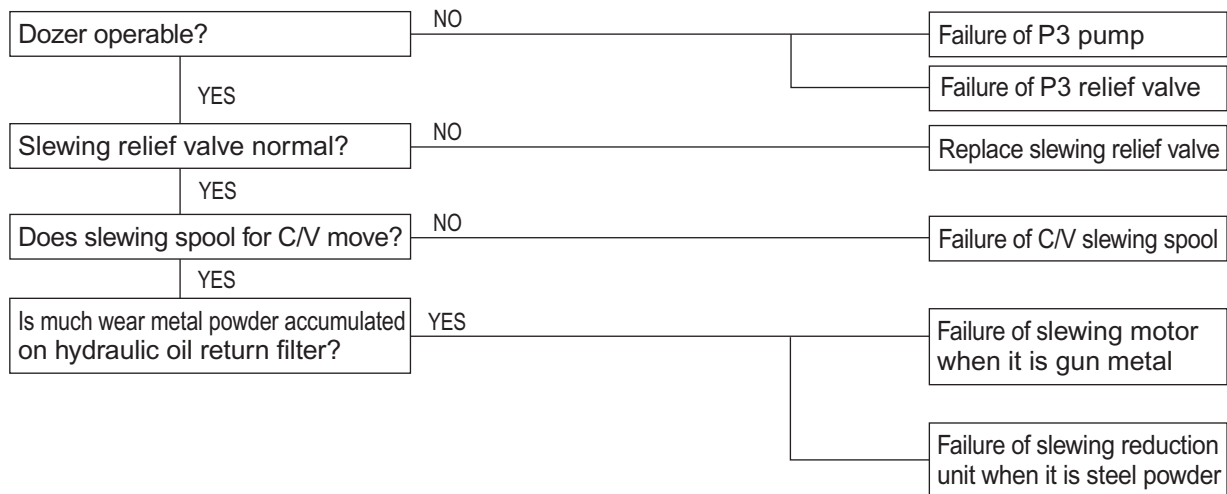 Dozer operable?
NO
Failure of P3 pump
Failure of P3 relief valve
YES
Slewing relief valve normal?
NO
Replace slewing relief valve
YES
Does slewing spool for C/V move?
NO
Failure of C/V slewing spool
YES
Is much wear metal powder accumulated
on hydraulic oil return filter?
YES
Failure of slewing motor
when it is gun metal
Failure of slewing reduction
unit when it is steel powder